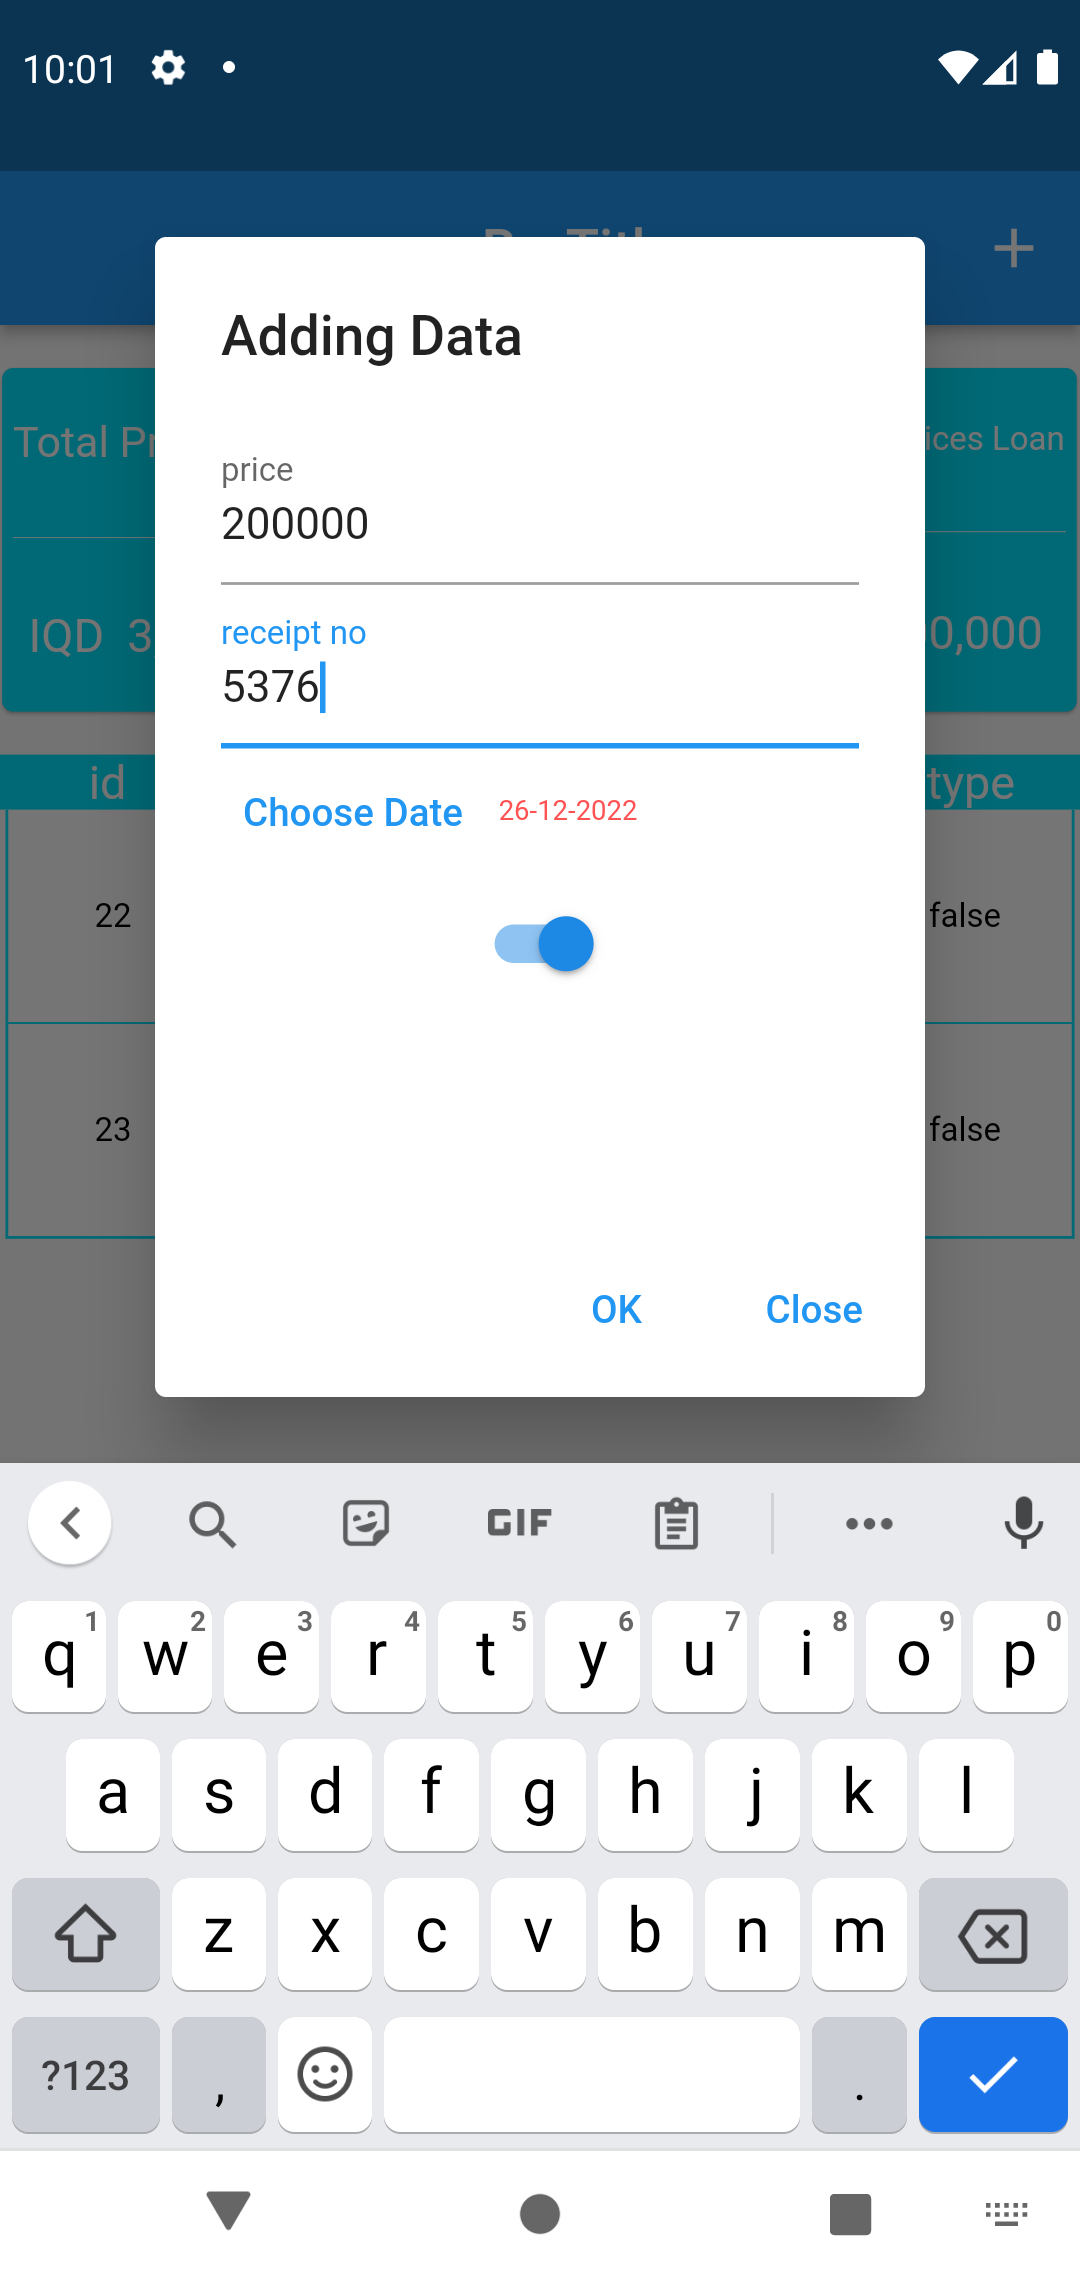 10:01
Adding Data
Total
ices Loan
price
200000
IQD 3
0,000
receipt no
5376
id
type
Choose Date 26-12-2022
22
false
23
false
OK Close
GIF
1 2 3 4 5 6 7 8 9 0
q w e r t y u i o p
a s d f g h j k l
z x c v b n m
?123 , .